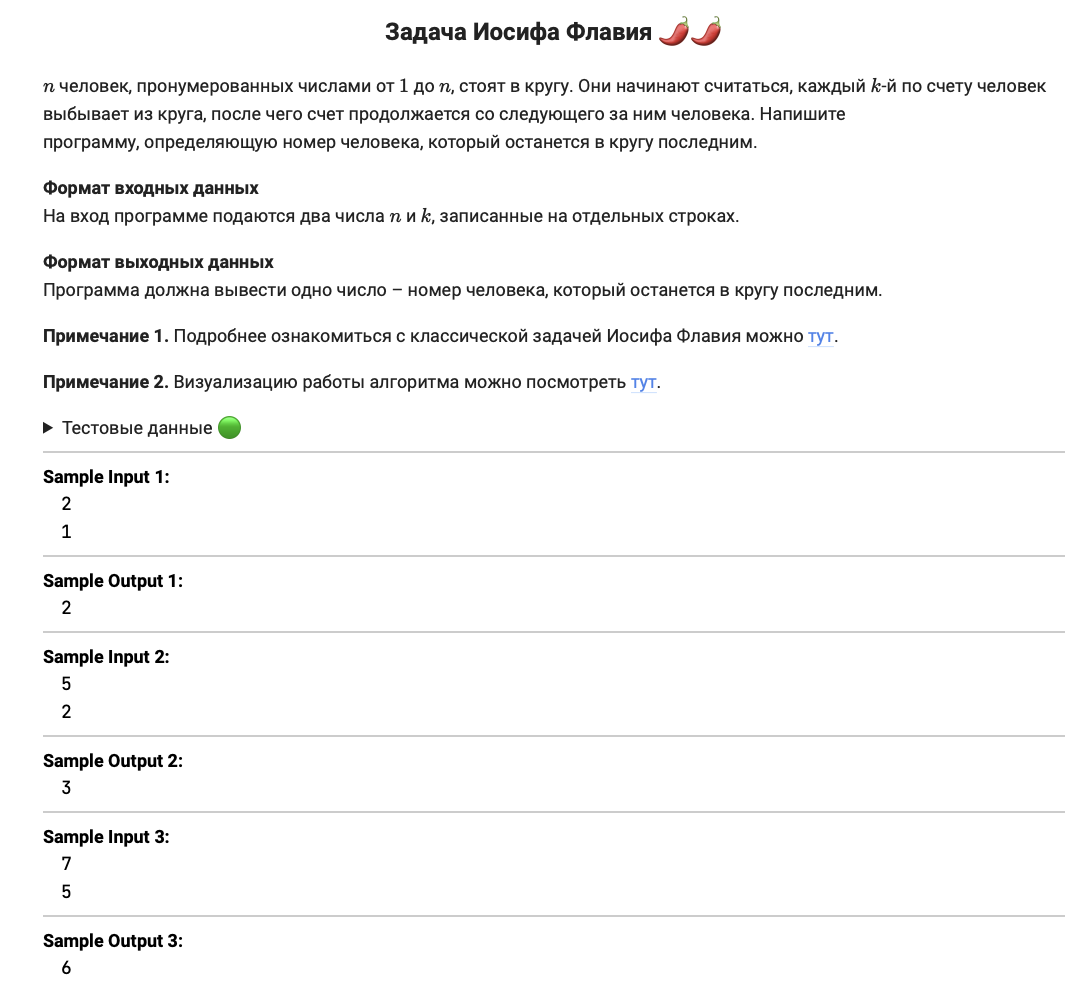 Задача Иосифа Флавия 🌶️🌶️
n человек, пронумерованных числами от 1 до n, стоят в кругу. Они начинают считаться, каждый k-й по счету человек
выбывает из круга, после чего счет продолжается со следующего за ним человека. Напишите
программу, определяющую номер человека, который останется в кругу последним.
Формат входных данных
На вход программе подаются два числа n и k, записанные на отдельных строках.
Формат выходных данных
Программа должна вывести одно число – номер человека, который останется в кругу последним.
Примечание 1. Подробнее ознакомиться с классической задачей Иосифа Флавия можно тут.
Примечание 2. Визуализацию работы алгоритма можно посмотреть тут.
Тестовые данные 🟢
Sample Input 1:
2
1
Sample Output 1:
2
Sample Input 2:
5
2
Sample Output 2:
3
Sample Input 3:
7
5
Sample Output 3:
6